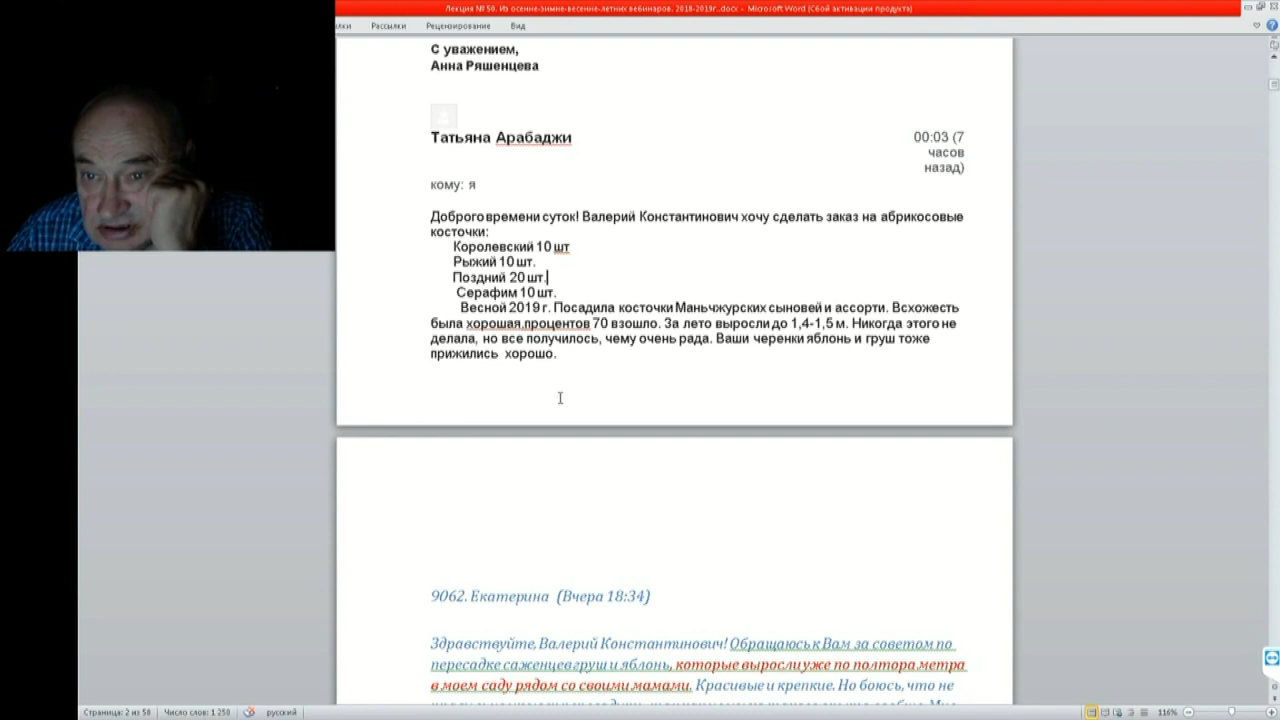 Лекция № 50. Из осенне-зимне-весенне-летних вебинаров. 2018-2019г..docx - Microsoft Word (Сбой активации продукта)
Рассылки Рецензирование Вид
С уважением,
Анна Ряшенцева
Татьяна Арабаджи
00:03 (7
часов
назад)
кому: я
Доброго времени суток! Валерий Константинович хочу сделать заказ на абрикосовые
косточки:
Королевский 10 шт
Рыжий 10 шт.
Поздний 20 шт.
Серафим 10 шт.
Весной 2019 г. Посадила косточки Маньчжурских сыновей и ассорти. Всхожесть
была хорошая,процентов 70 взошло. За лето выросли до 1,4-1,5 м. Никогда этого не
делала, но все получилось, чему очень рада. Ваши черенки яблонь и груш тоже
прижились хорошо.
9062. Екатерина (Вчера 18:34)
Здравствуйте, Валерий Константинович! Обращаюсь к Вам за советом по
пересадке саженцев груш и яблонь, которые выросли уже по полтора метра
в моем саду рядом со своими мамами. Красивые и крепкие. Но боюсь, что не
Страница: 2 из 50 Число слов: 1 250 русский 116%